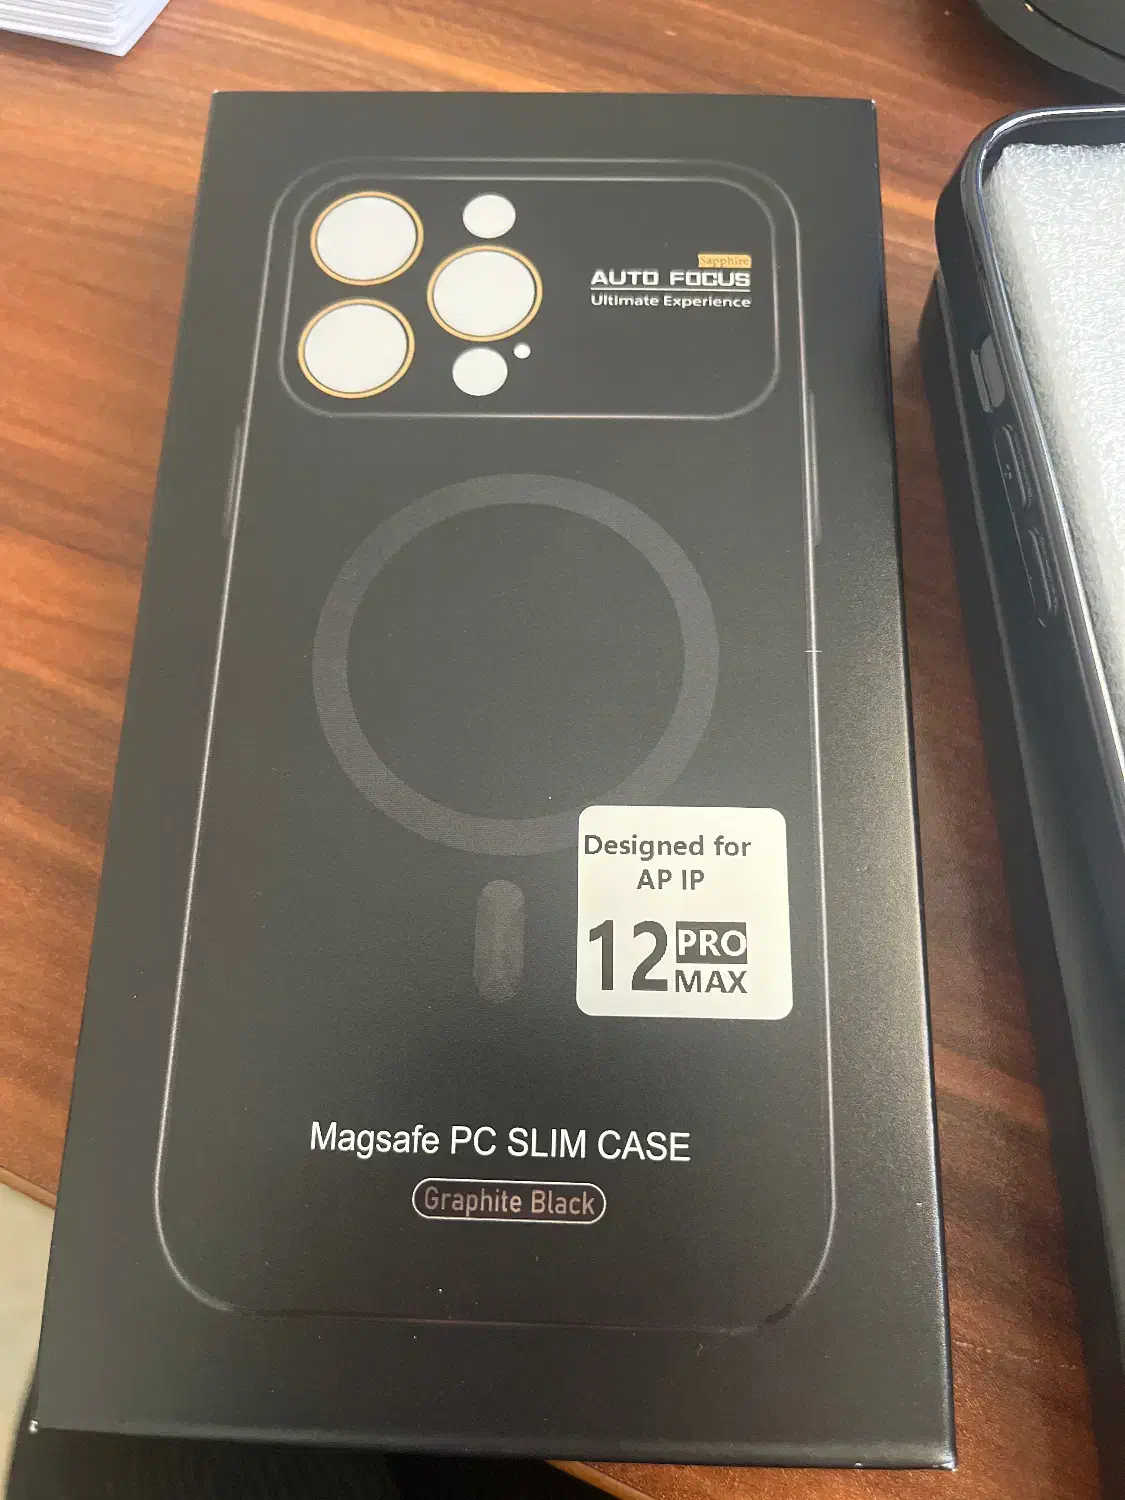 Sapphire
AUTO FOCUS
Ultimate Experience
Designed for
AP IP
12 PRO
MAX
Magsafe PC SLIM CASE
Graphite Black